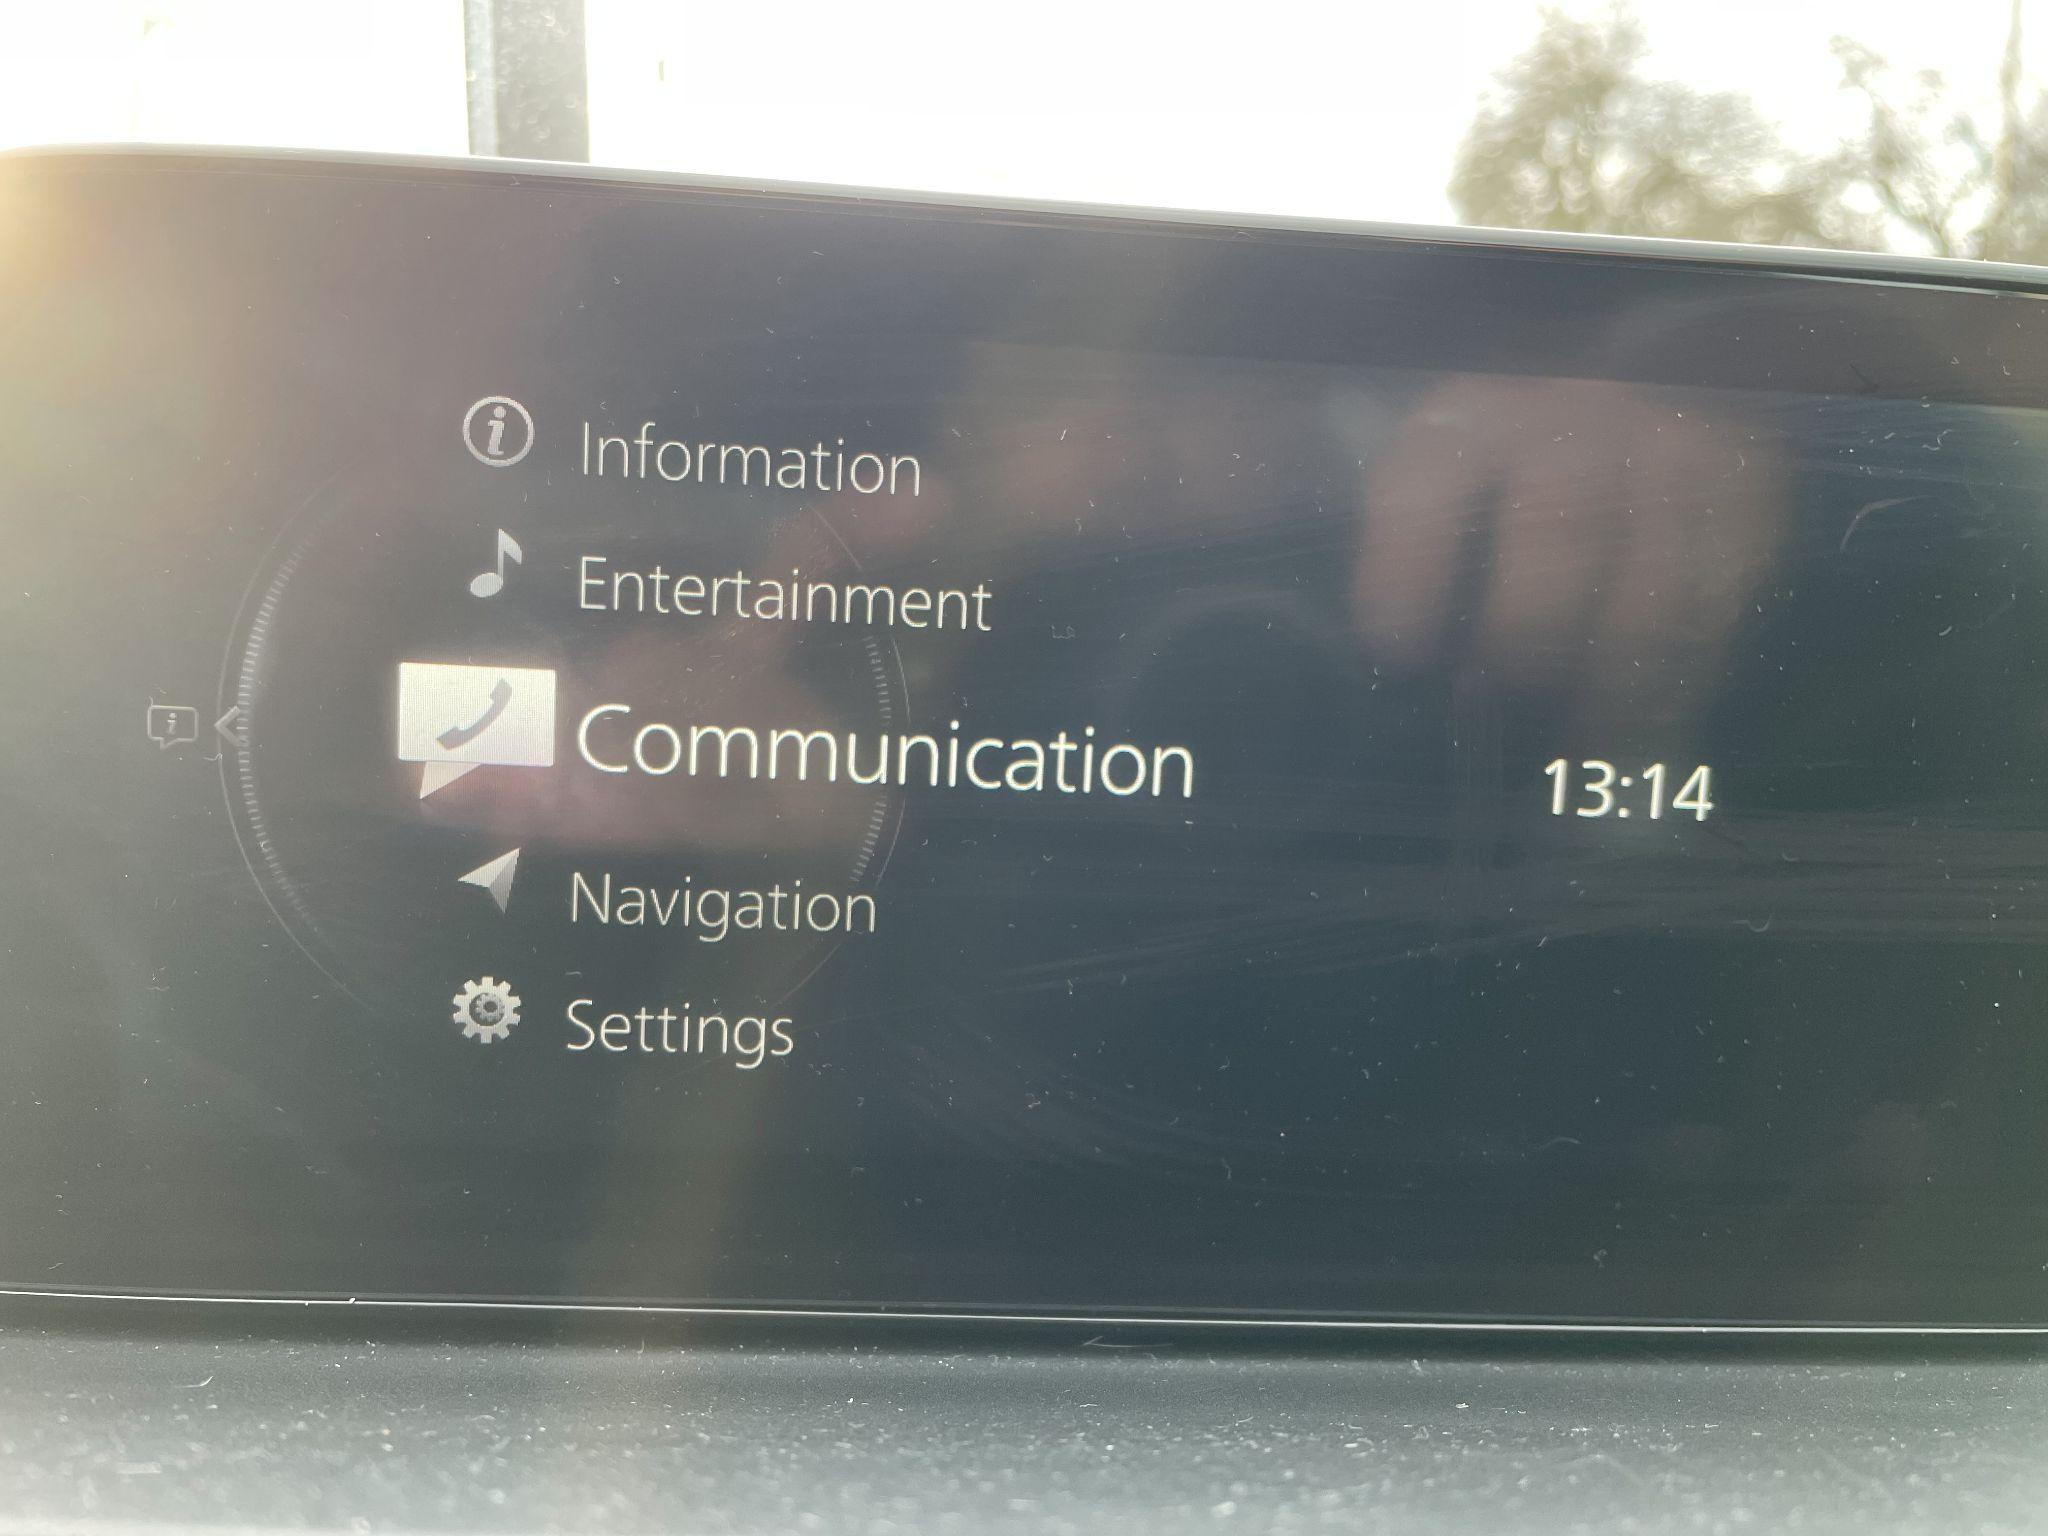 Information
Entertainment
Communication
13:14
Navigation
Settings